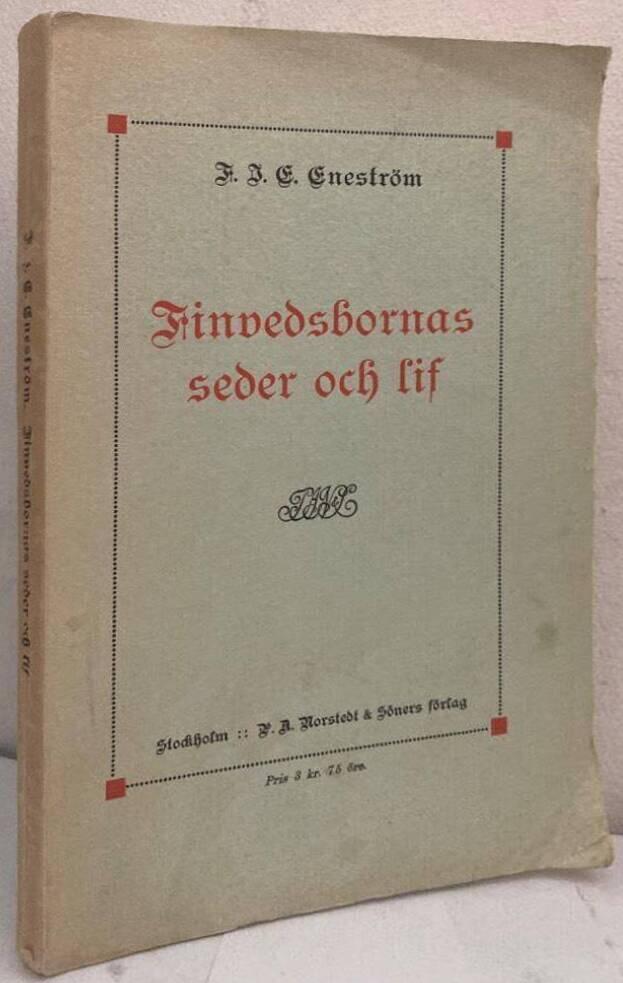 F. J. E. Eneström
Finvedsbornas
seder och lif
Stockholm :: P. A. Norstedt & Söners förlag
Pris 3 kr. 75 öre.
F. J. E. Eneström. Finvedsbornas seder och lif